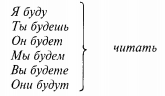 Я буду
Ты будешь
Он будет
Мы будем
Вы будете
Они будут
читать